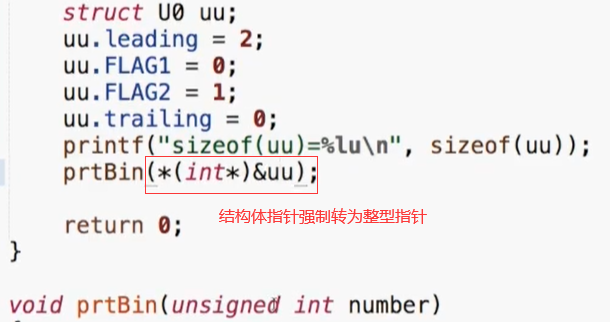 struct U0 uu;
uu.leading = 2;
uu.FLAG1 = 0;
uu.FLAG2 = 1;
uu.trailing = 0;
printf("sizeof(uu)=%lu\n", sizeof(uu));
prtBin(*(int*)&uu);
结构体指针强制转为整型指针
return 0;
}
void prtBin(unsigned int number)